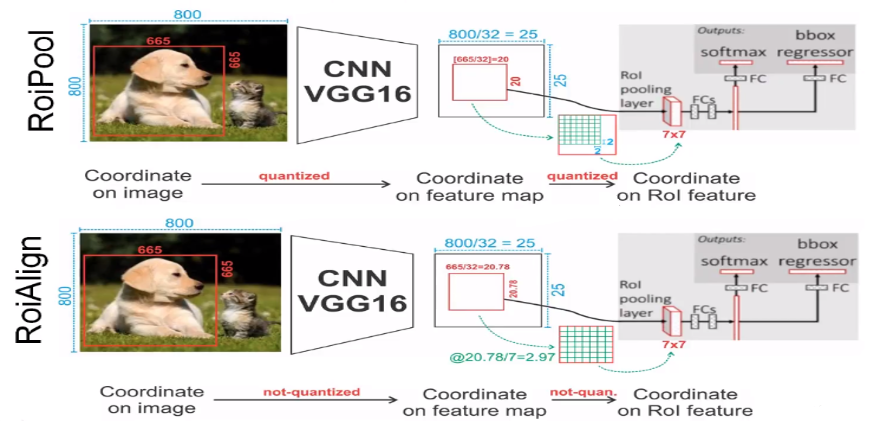 RoiPool
800
665
665
800
CNN
VGG16
800/32 = 25
[665/32]=20
20
25
2
2
RoI
pooling
layer
7x7
FCs
Outputs:
softmax
bbox
regressor
FC
FC
Coordinate
on image
quantized
Coordinate
on feature map
quantized
Coordinate
on RoI feature
RoiAlign
800
665
665
800
CNN
VGG16
800/32 = 25
665/32=20.78
20.78
25
@20.78/7=2.97
RoI
pooling
layer
7x7
FCs
Outputs:
softmax
bbox
regressor
FC
FC
Coordinate
on image
not-quantized
Coordinate
on feature map
not-quan.
Coordinate
on RoI feature